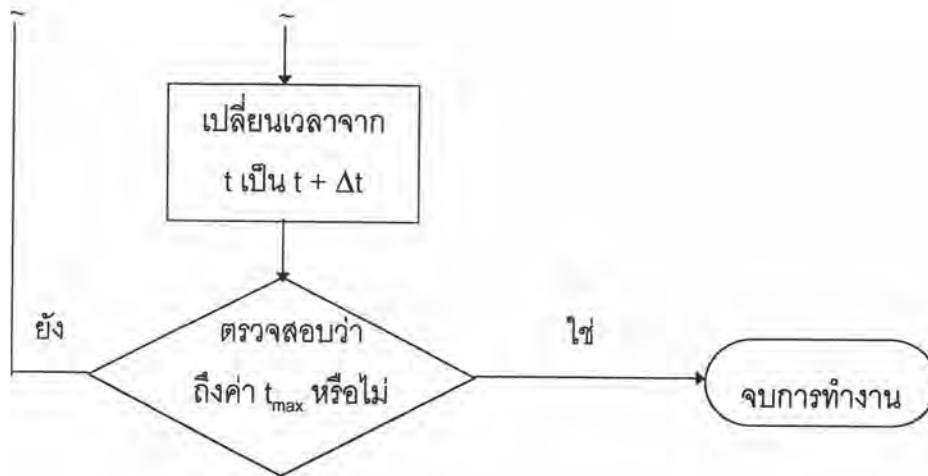 ~
~
เปลี่ยนเวลาจาก
t เป็น t + Δt
ยัง
ตรวจสอบว่า
ถึงค่า t_max หรือไม่
ใช่
จบการทำงาน